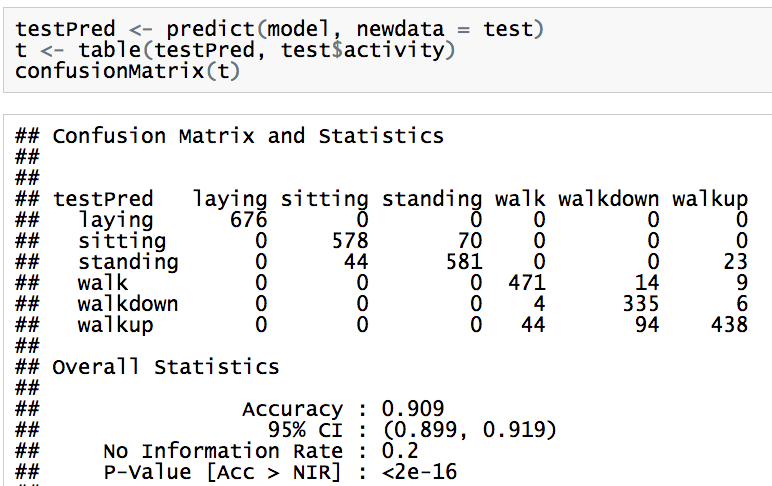 testPred <- predict(model, newdata = test)
t <- table(testPred, test$activity)
confusionMatrix(t)
## Confusion Matrix and Statistics
##
##
## testPred    laying sitting standing walk walkdown walkup
##   laying       676       0        0    0        0      0
##   sitting        0     578       70    0        0      0
##   standing       0      44      581    0        0     23
##   walk           0       0        0  471       14      9
##   walkdown       0       0        0    4      335      6
##   walkup         0       0        0   44       94    438
##
## Overall Statistics
##
##                Accuracy : 0.909
##                  95% CI : (0.899, 0.919)
##     No Information Rate : 0.2
##     P-Value [Acc > NIR] : <2e-16